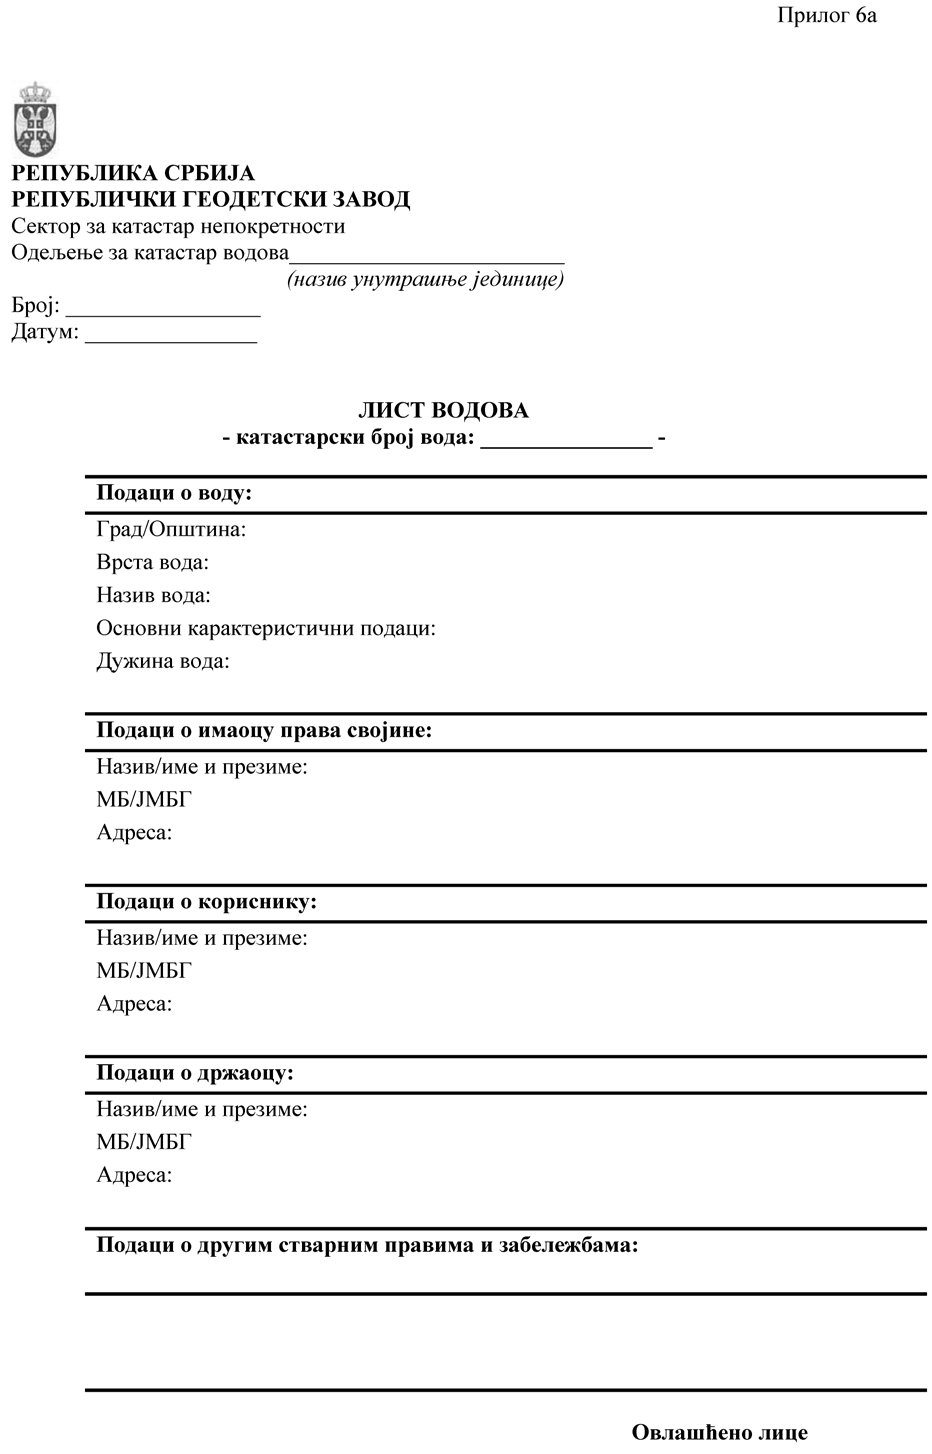 Прилог 6а
РЕПУБЛИКА СРБИЈА
РЕПУБЛИЧКИ ГЕОДЕТСКИ ЗАВОД
Сектор за катастар непокретности
Одељење за катастар водова________________________
(назив унутрашње јединице)
Број: _________________
Датум: _______________
ЛИСТ ВОДОВА
- катастарски број вода: _______________ -
Подаци о воду:
Град/Општина:
Врста вода:
Назив вода:
Основни карактеристични подаци:
Дужина вода:
Подаци о имаоцу права својине:
Назив/име и презиме:
МБ/ЈМБГ
Адреса:
Подаци о кориснику:
Назив/име и презиме:
МБ/ЈМБГ
Адреса:
Подаци о држаоцу:
Назив/име и презиме:
МБ/ЈМБГ
Адреса:
Подаци о другим стварним правима и забележбама:
Овлашћено лице